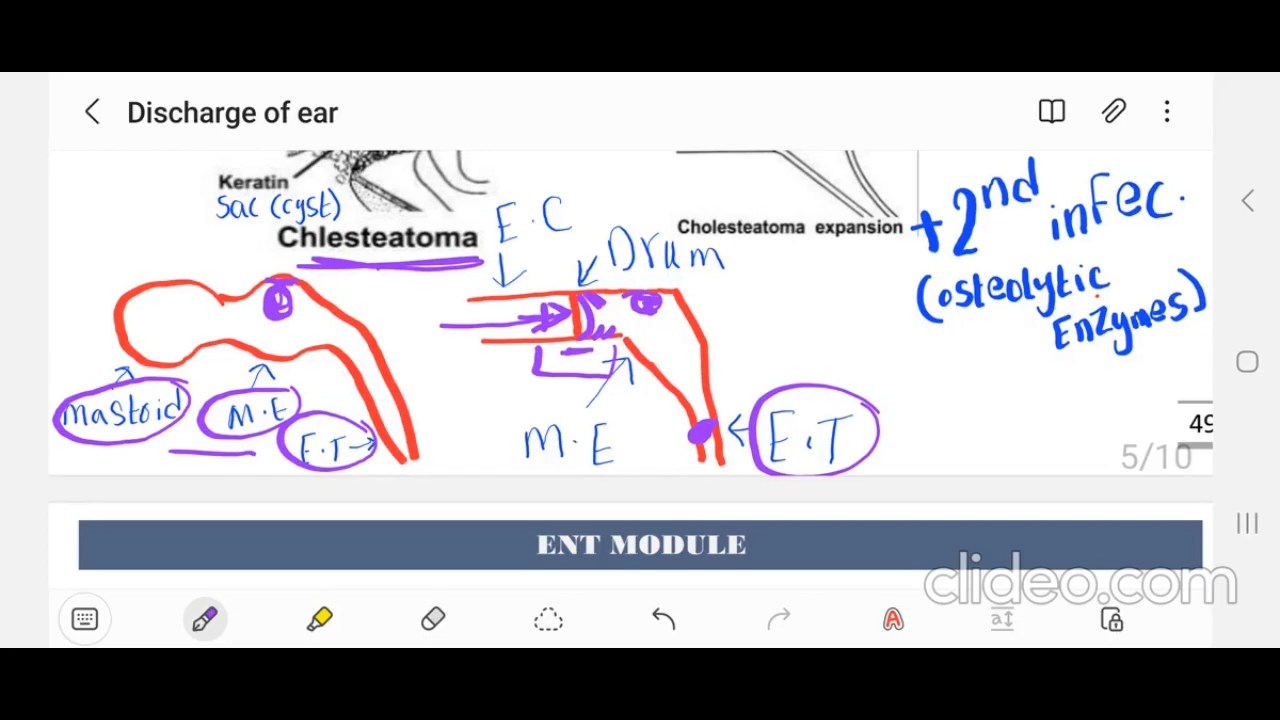 Discharge of ear
Keratin
Sac (cyst)
Chlesteatoma
E.C
Drum
Cholesteatoma expansion
+2nd infec.
(osteolytic
Enzymes)
mastoid
M.E
E.T
M.E
E.T
49
5/10
ENT MODULE
clideo.com
A
a